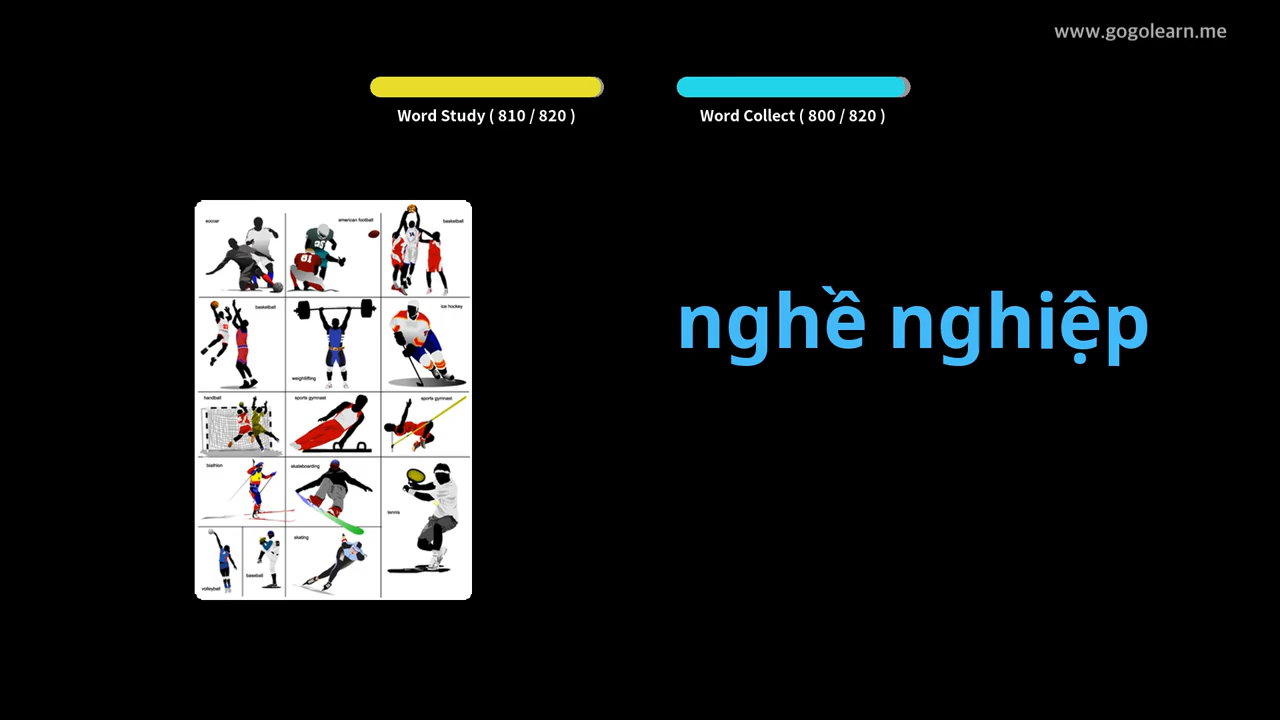 www.gogolearn.me
Word Study ( 810 / 820 )
Word Collect ( 800 / 820 )
nghề nghiệp
soccer
american football
basketball
basketball
weightlifting
ice hockey
handball
sports gymnast
sports gymnast
biathlon
skateboarding
tennis
volleyball
baseball
skating